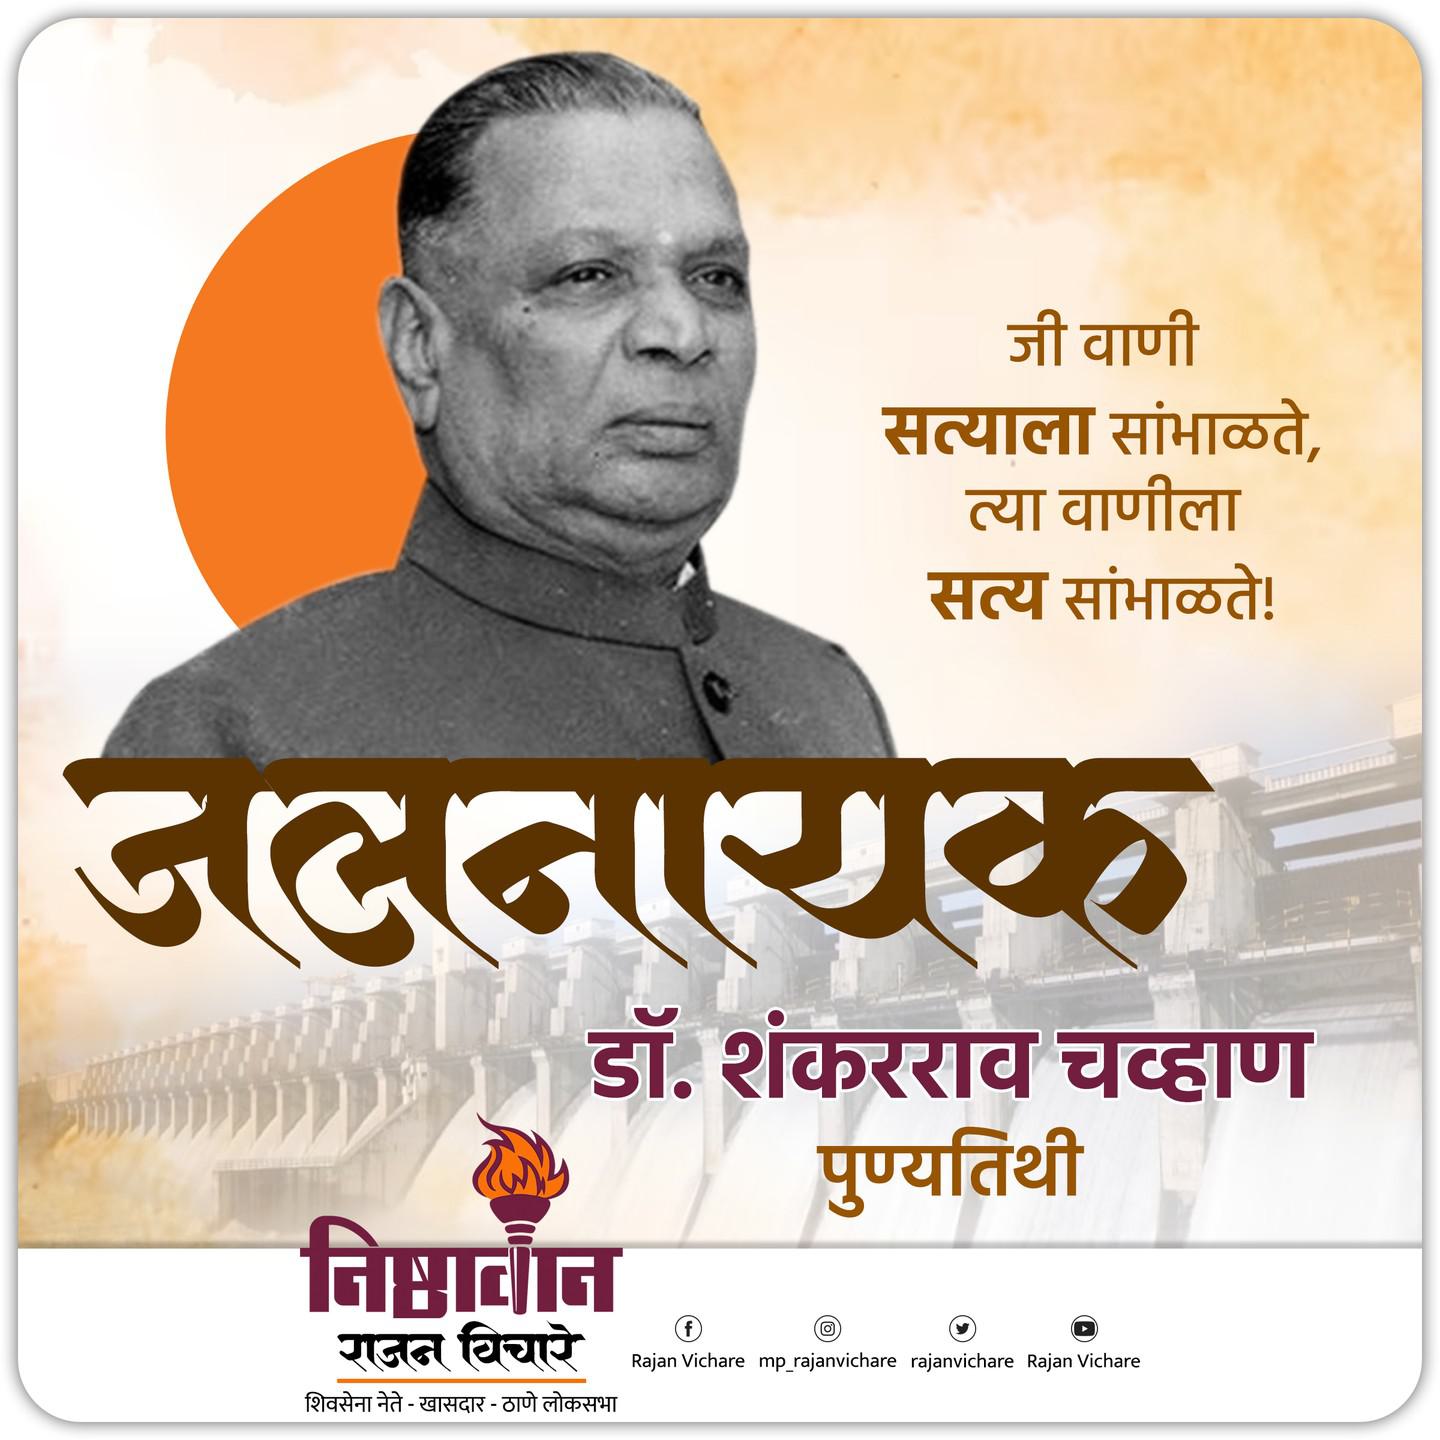 जी वाणी
सत्याला सांभाळते,
त्या वाणीला
सत्य सांभाळते!
जलनायक
डॉ. शंकरराव चव्हाण
पुण्यतिथी
निष्ठावान
राजन विचारे
शिवसेना नेते - खासदार - ठाणे लोकसभा
Rajan Vichare mp_rajanvichare rajanvichare Rajan Vichare